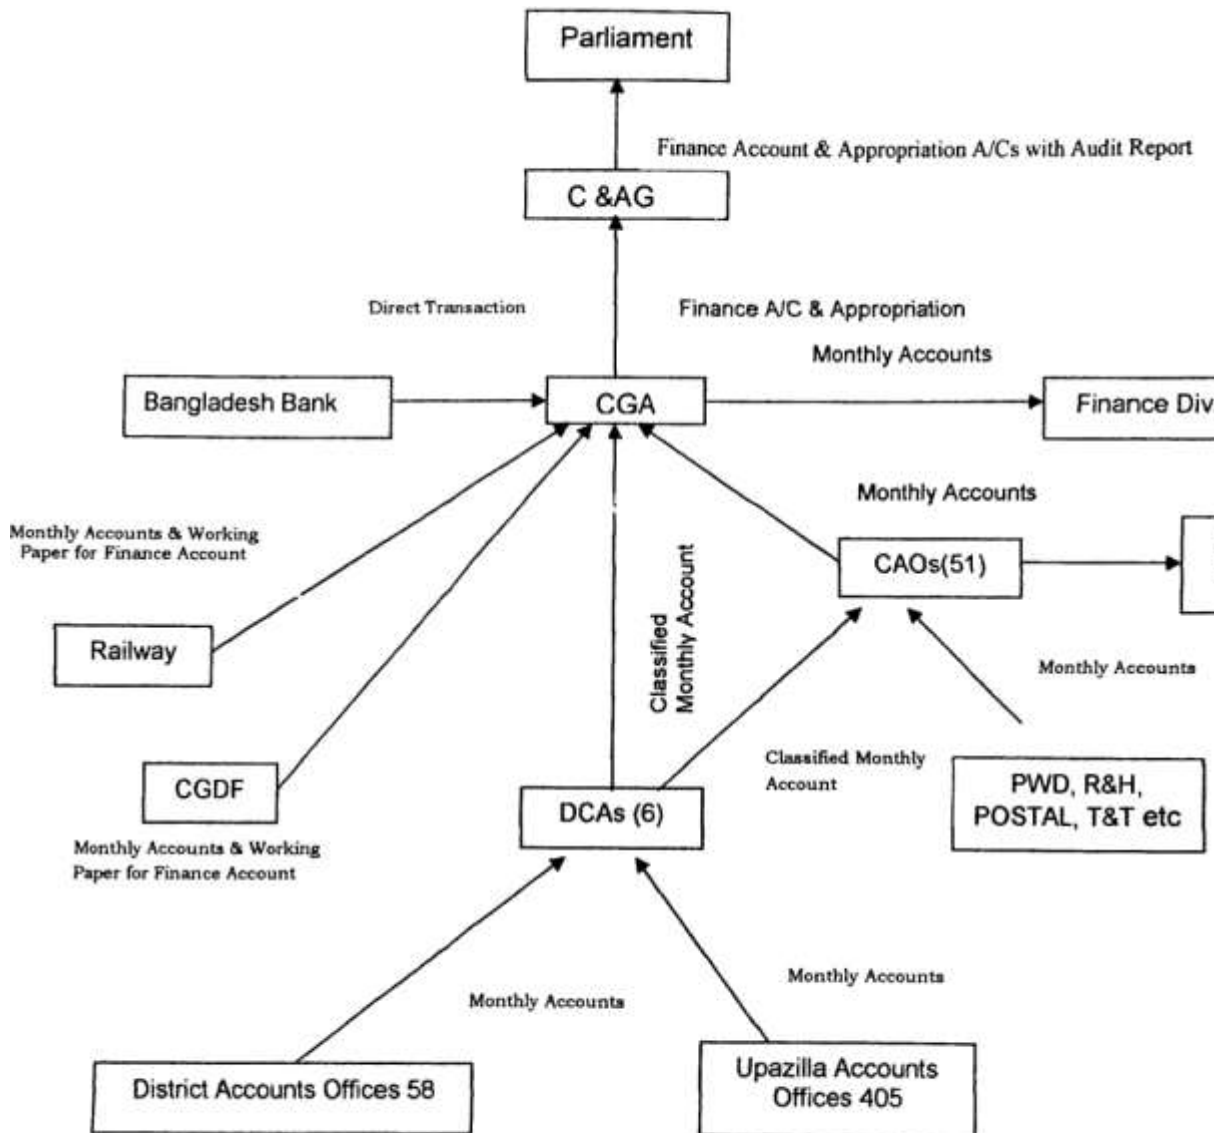 Parliament
Finance Account & Appropriation A/Cs with Audit Report
C &AG
Direct Transaction
Finance A/C & Appropriation
Monthly Accounts
Bangladesh Bank
CGA
Finance Div
Monthly Accounts
Monthly Accounts & Working
Paper for Finance Account
CAOs(51)
Classified
Monthly Account
Railway
Monthly Accounts
CGDF
Classified Monthly
Account
DCAs (6)
PWD, R&H,
POSTAL, T&T etc
Monthly Accounts & Working
Paper for Finance Account
Monthly Accounts
Monthly Accounts
District Accounts Offices 58
Upazilla Accounts
Offices 405